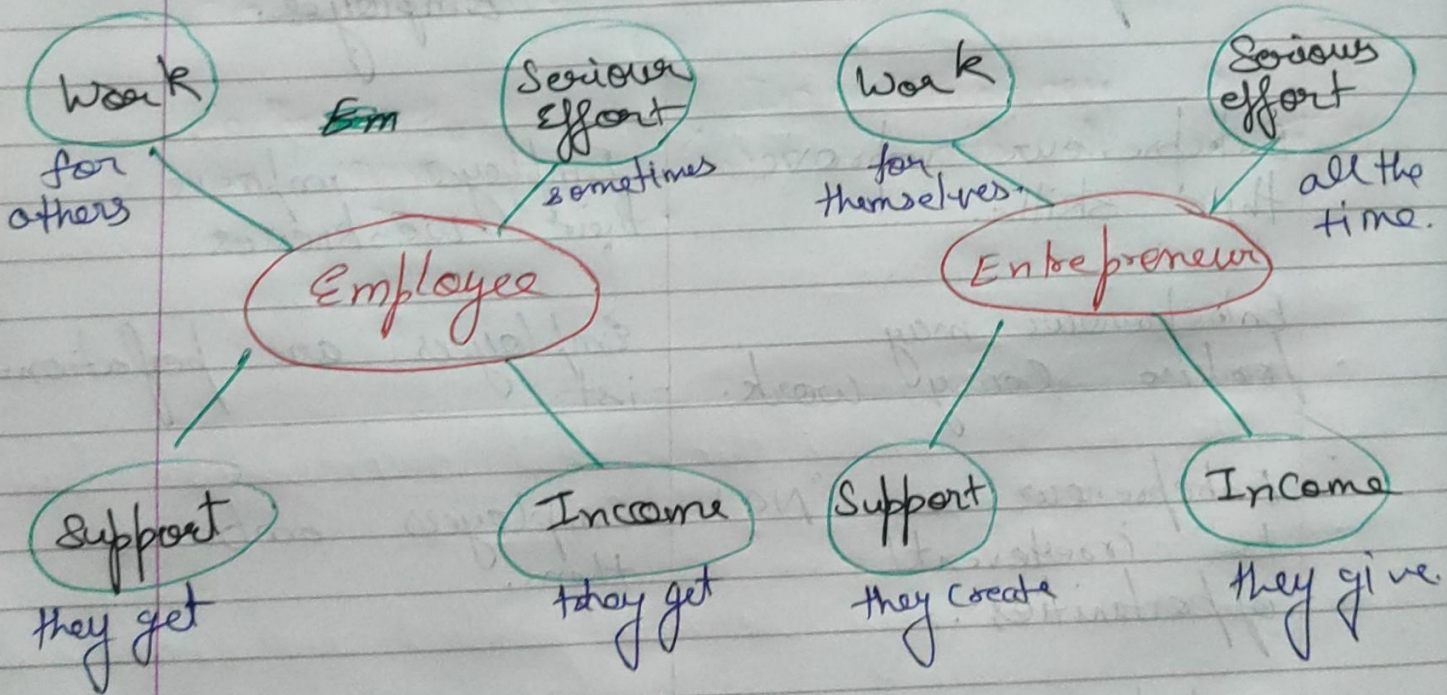 Work
for
others
Em
Serious
Effort
sometimes
Employee
Support
they get
Income
they get
Work
for
themselves.
Serious
effort
all the
time.
Entrepreneur
Support
they create
Income
they give.